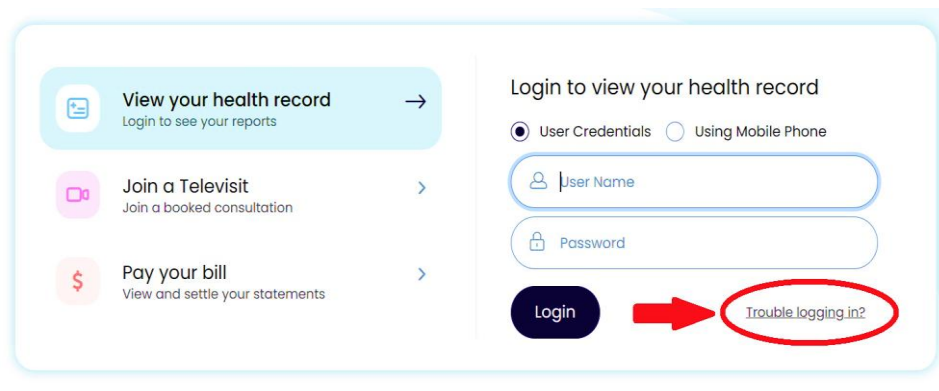 View your health record
Login to see your reports
Join a Televisit
Join a booked consultation
Pay your bill
View and settle your statements
Login to view your health record
User Credentials Using Mobile Phone
User Name
Password
Login Trouble logging in?